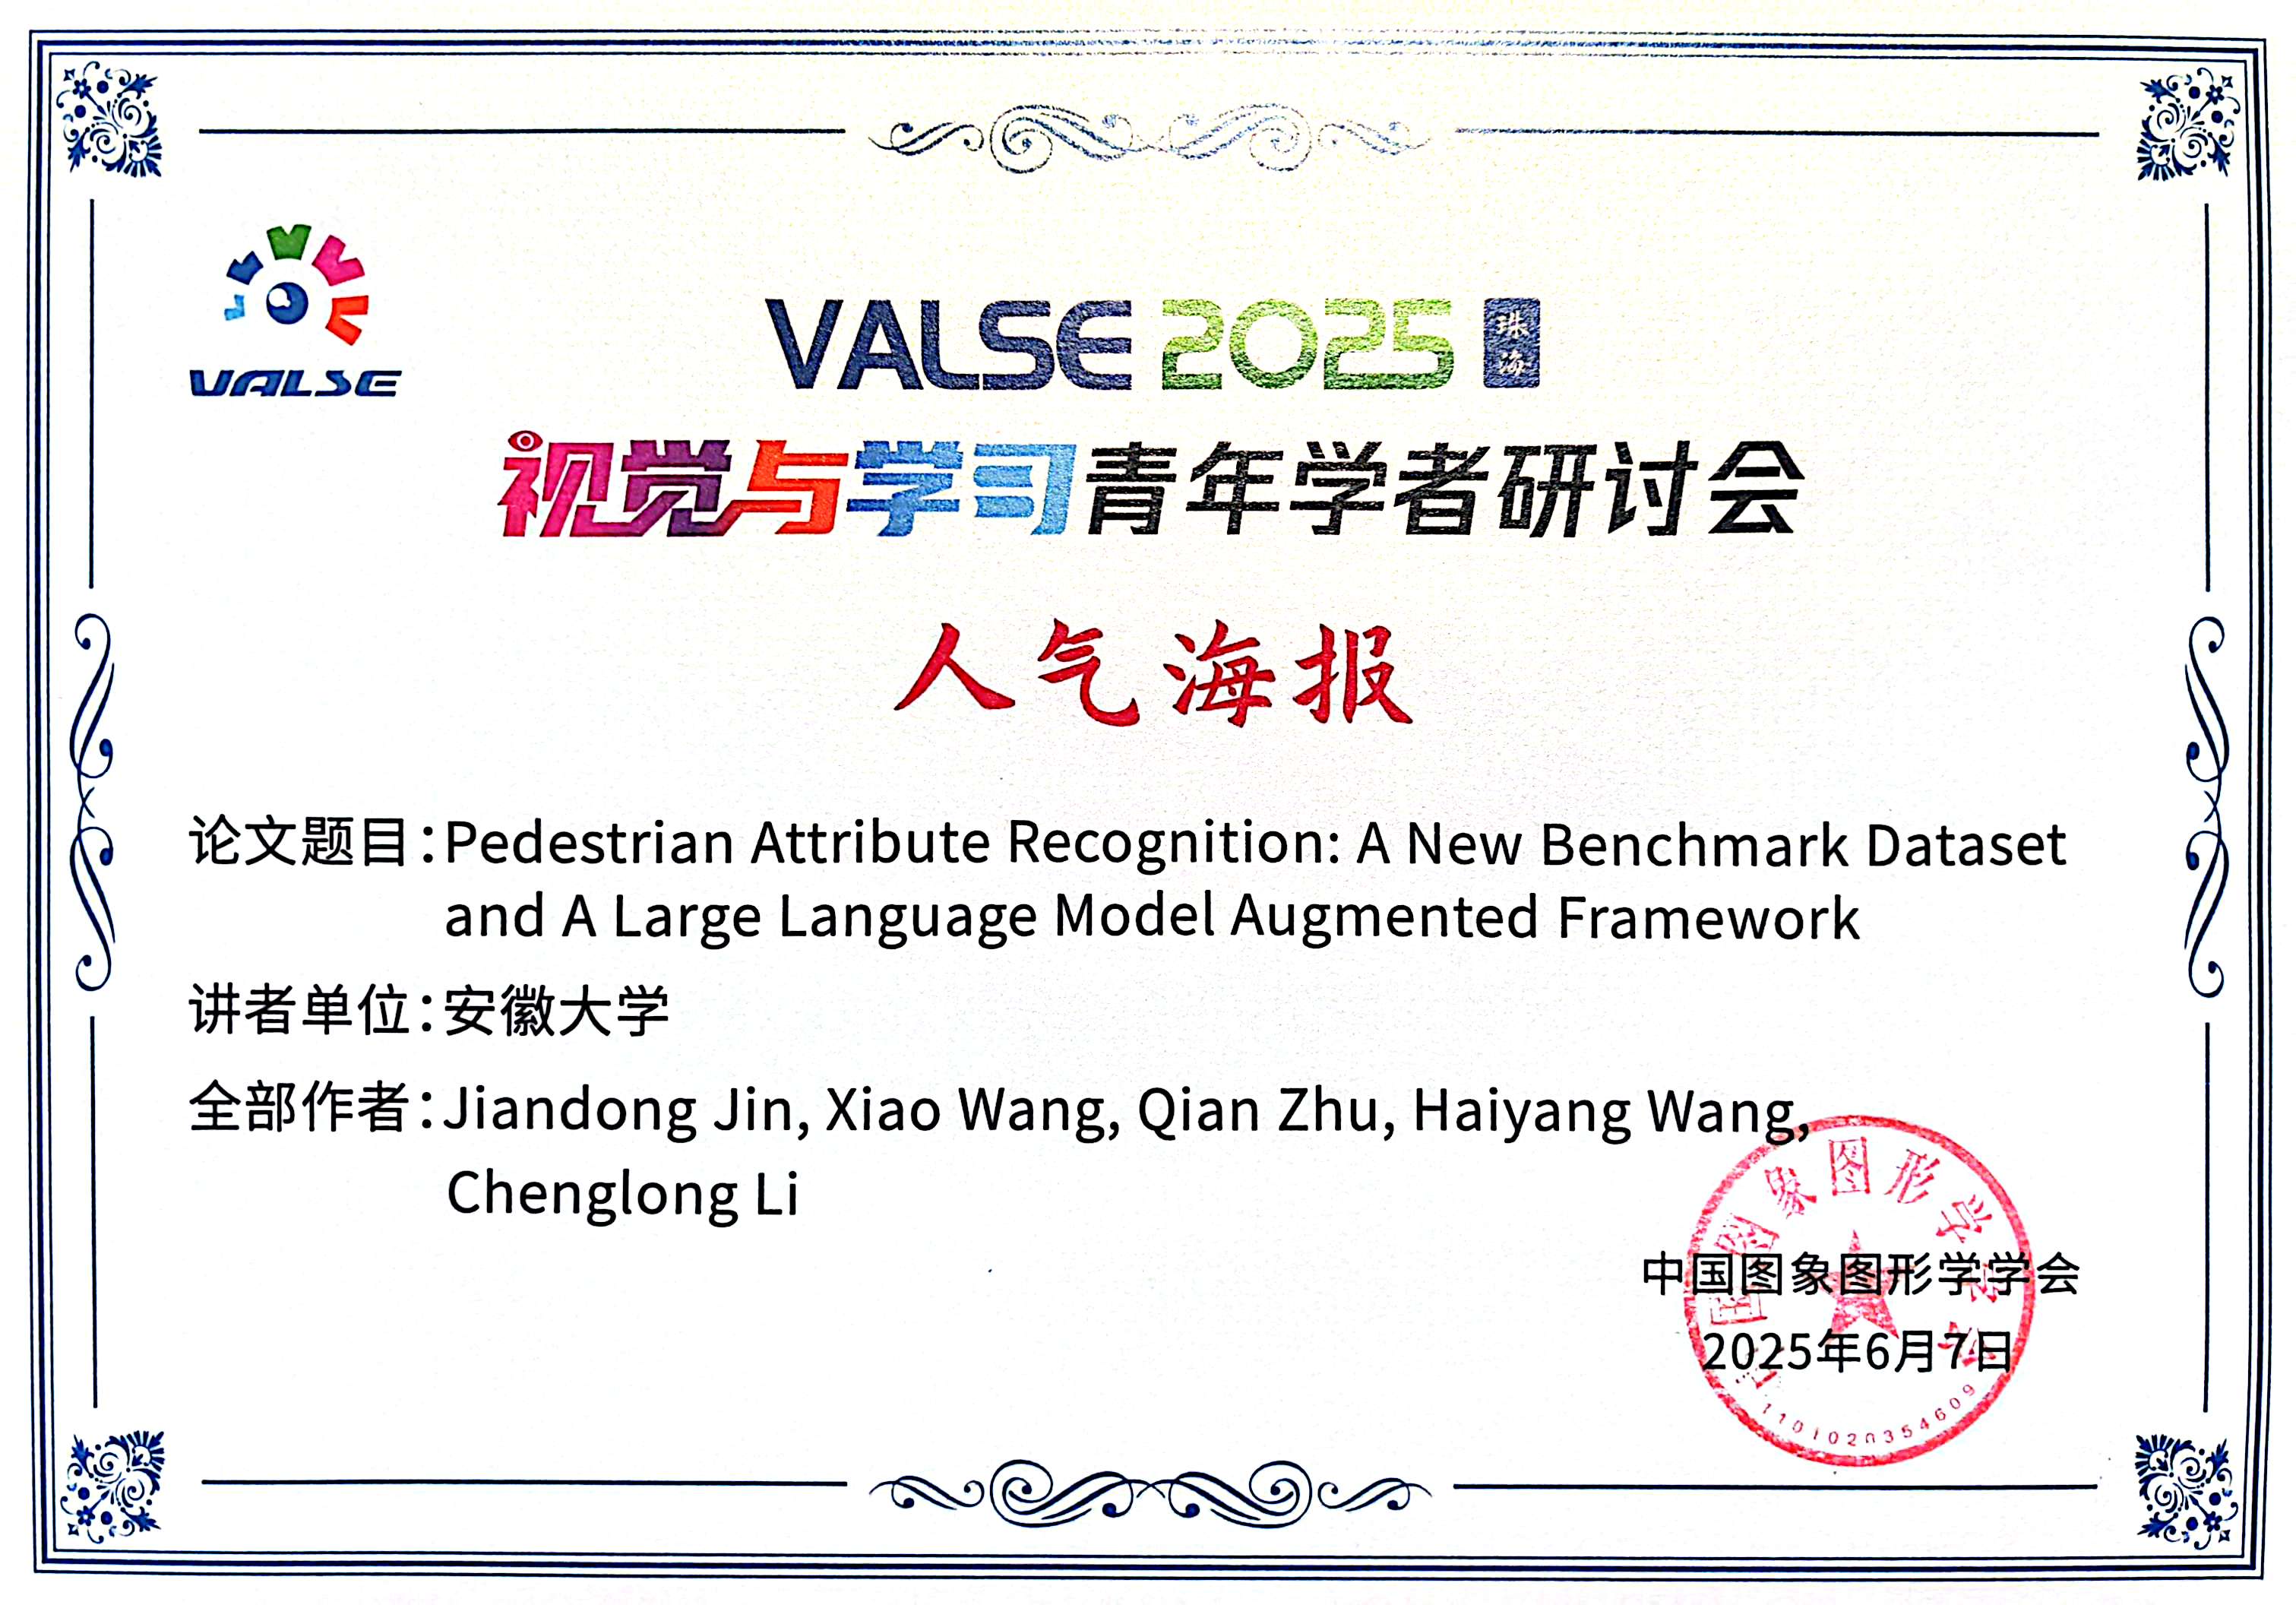 VALSE
VALSE 2025 珠海
视觉与学习青年学者研讨会
人气海报
论文题目：Pedestrian Attribute Recognition: A New Benchmark Dataset
and A Large Language Model Augmented Framework
讲者单位：安徽大学
全部作者：Jiandong Jin, Xiao Wang, Qian Zhu, Haiyang Wang,
Chenglong Li
中国图象图形学学会
中国图象图形学学会
2025年6月7日
1101020354609